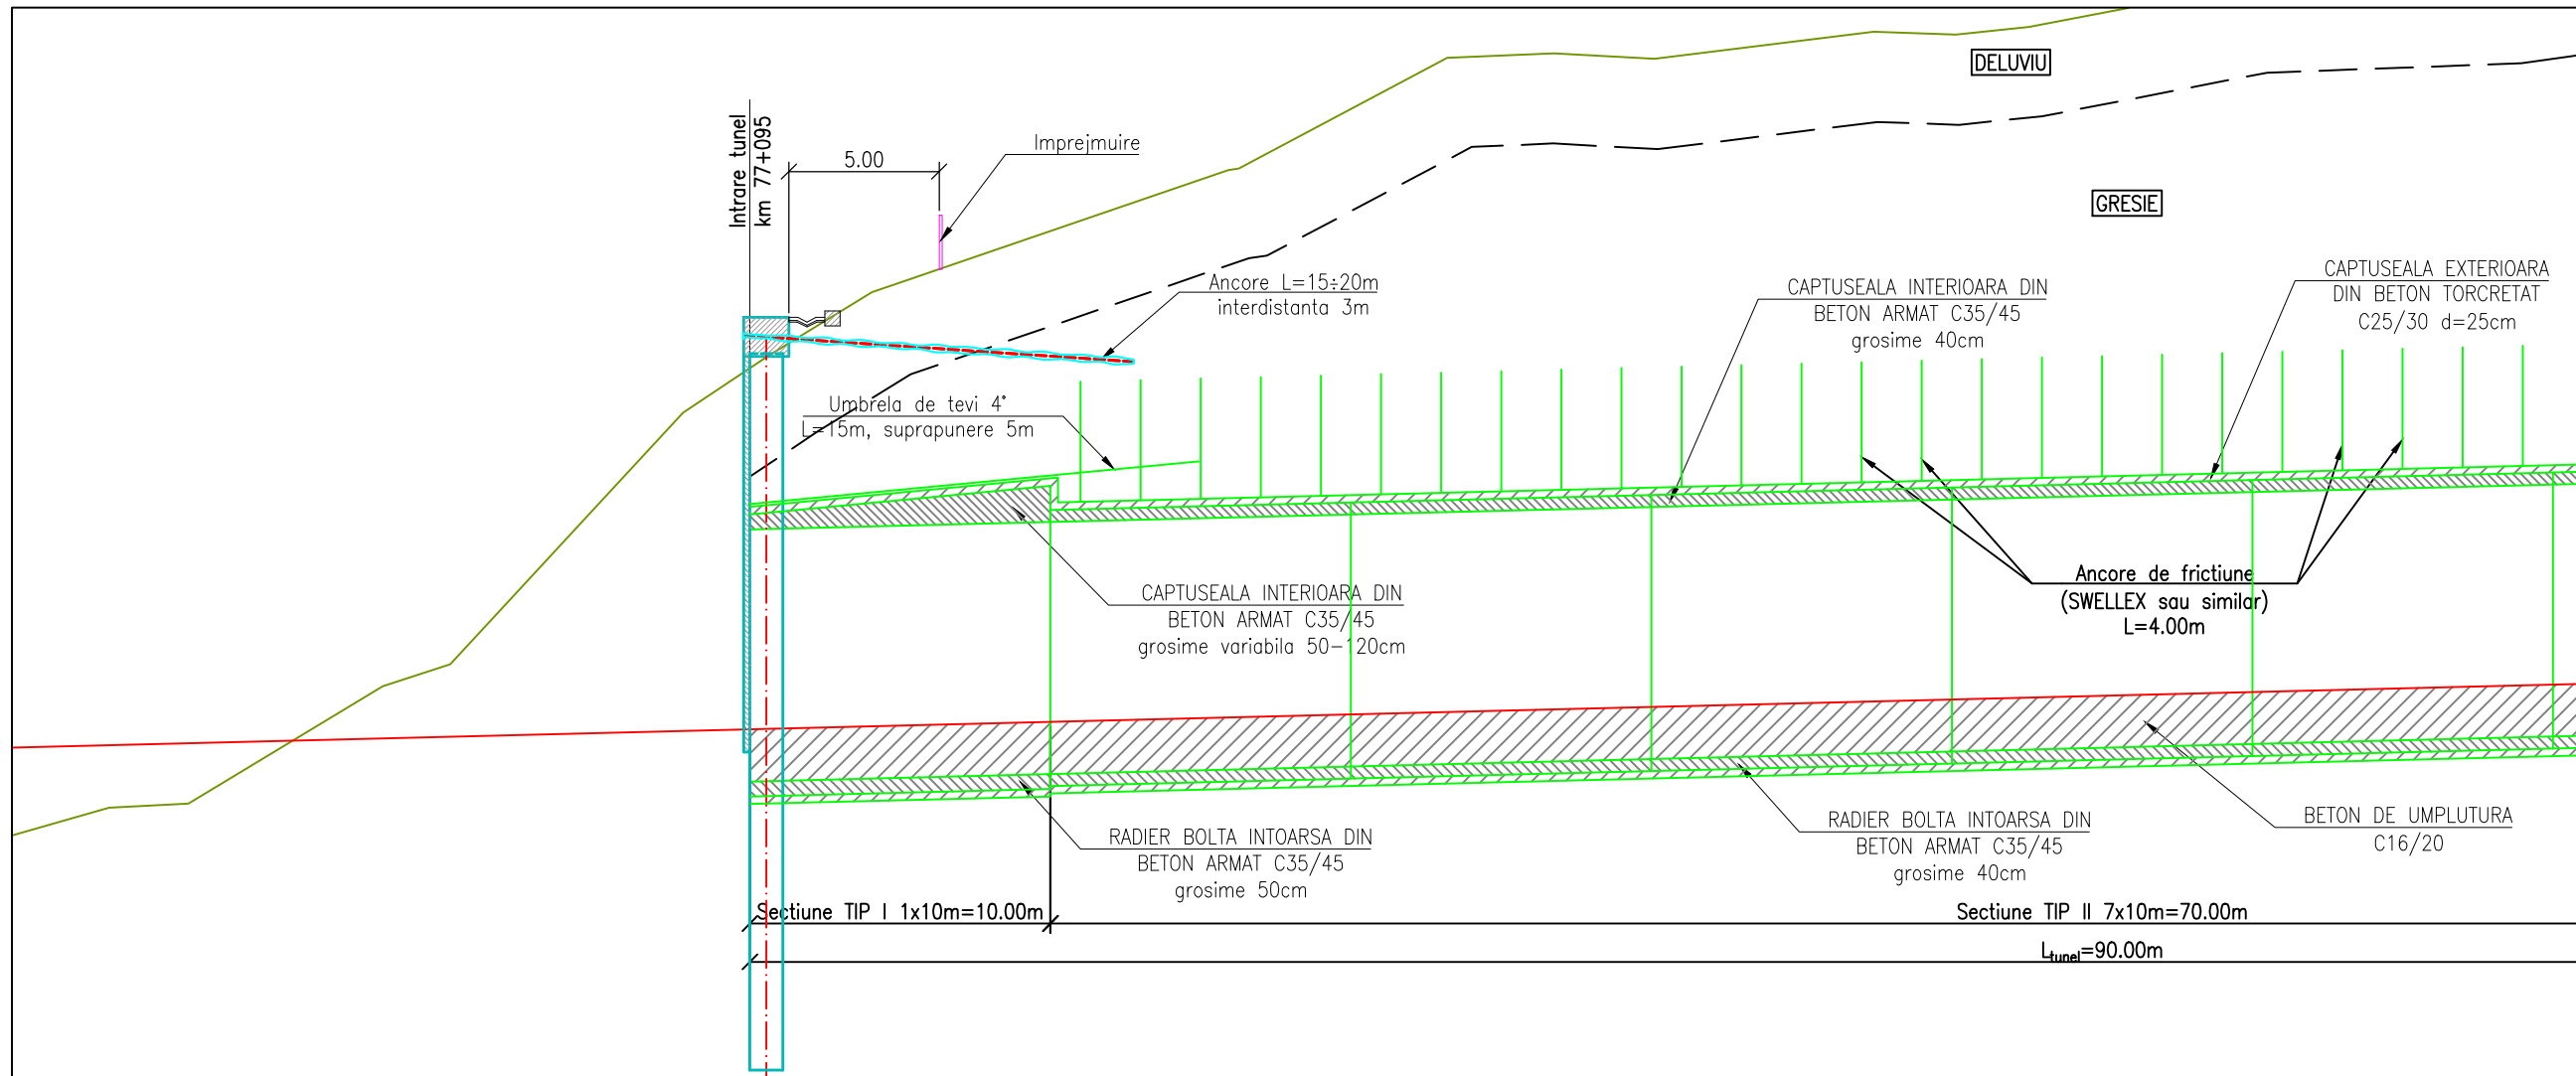 DELUVIU
Intrare tunel
km 77+095
5.00
Imprejmuire
GRESIE
Ancore L=15÷20m
interdistanta 3m
CAPTUSEALA INTERIOARA DIN
BETON ARMAT C35/45
grosime 40cm
CAPTUSEALA EXTERIOARA
DIN BETON TORCRETAT
C25/30 d=25cm
Umbrela de tevi 4"
L=15m, suprapunere 5m
CAPTUSEALA INTERIOARA DIN
BETON ARMAT C35/45
grosime variabila 50-120cm
Ancore de frictiune
(SWELLEX sau similar)
L=4.00m
RADIER BOLTA INTOARSA DIN
BETON ARMAT C35/45
grosime 50cm
RADIER BOLTA INTOARSA DIN
BETON ARMAT C35/45
grosime 40cm
BETON DE UMPLUTURA
C16/20
Sectiune TIP I 1x10m=10.00m
Sectiune TIP II 7x10m=70.00m
Ltunel=90.00m